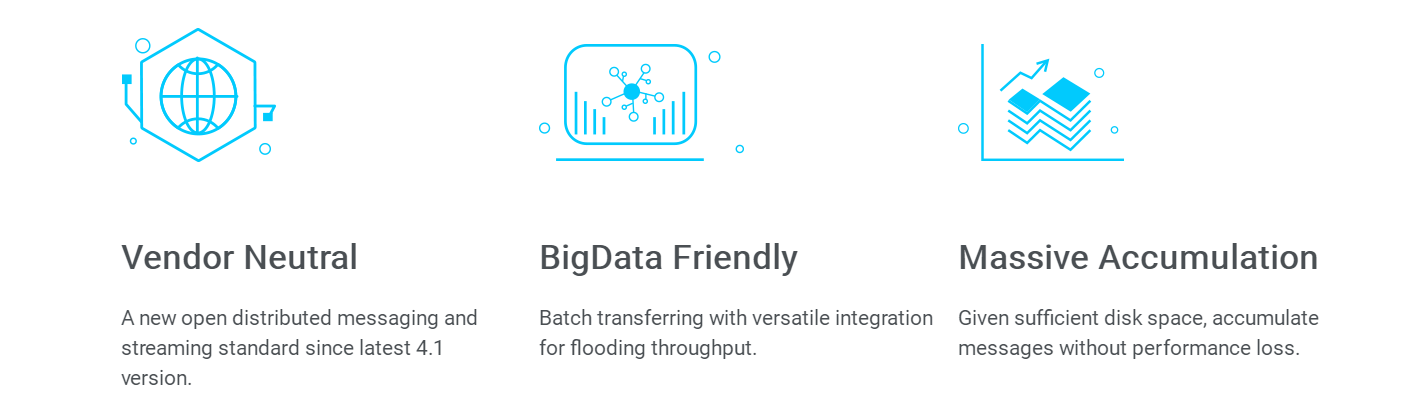 Vendor Neutral
A new open distributed messaging and
streaming standard since latest 4.1
version.
BigData Friendly
Batch transferring with versatile integration
for flooding throughput.
Massive Accumulation
Given sufficient disk space, accumulate
messages without performance loss.